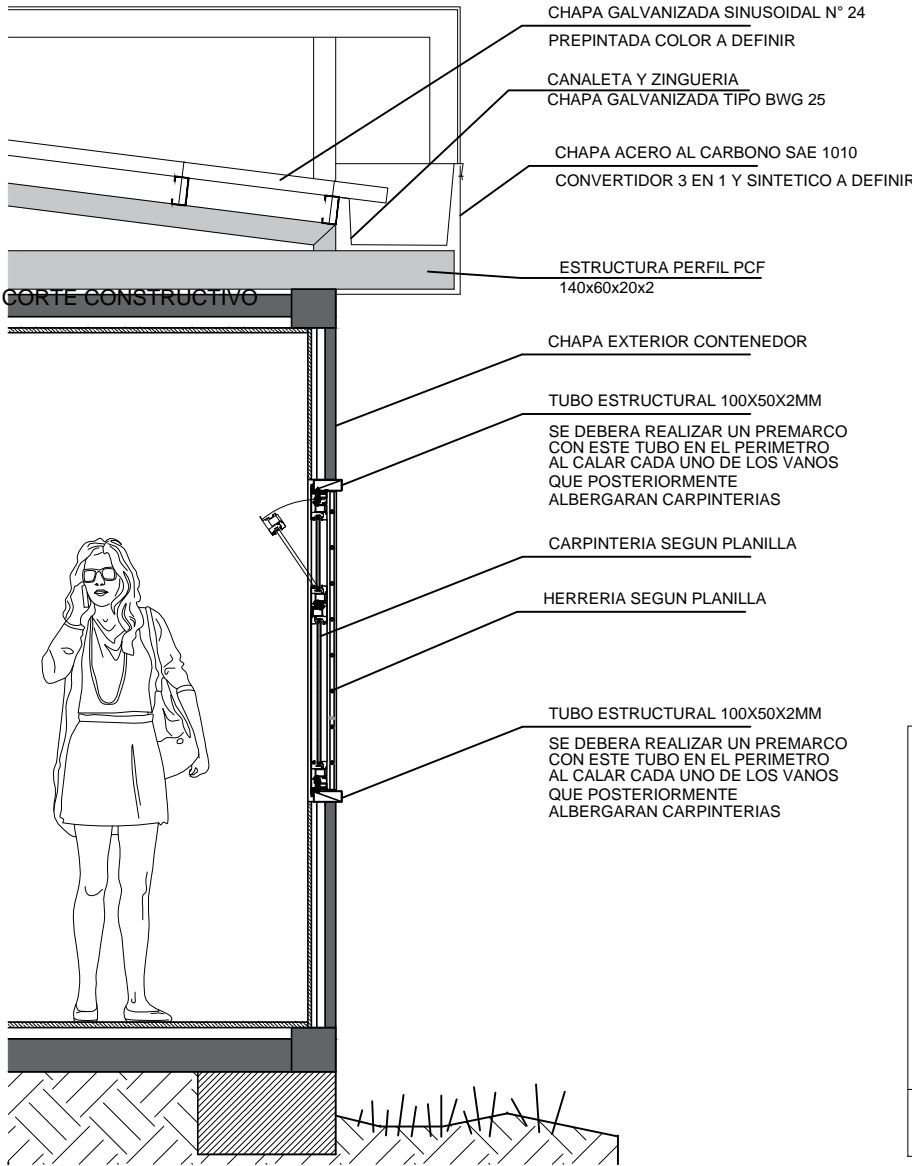 CHAPA GALVANIZADA SINUSOIDAL N° 24
PREPINTADA COLOR A DEFINIR
CANALETA Y ZINGUERIA
CHAPA GALVANIZADA TIPO BWG 25
CHAPA ACERO AL CARBONO SAE 1010
CONVERTIDOR 3 EN 1 Y SINTETICO A DEFINIR
ESTRUCTURA PERFIL PCF
140x60x20x2
CORTE CONSTRUCTIVO
CHAPA EXTERIOR CONTENEDOR
TUBO ESTRUCTURAL 100X50X2MM
SE DEBERA REALIZAR UN PREMARCO
CON ESTE TUBO EN EL PERIMETRO
AL CALAR CADA UNO DE LOS VANOS
QUE POSTERIORMENTE
ALBERGARAN CARPINTERIAS
CARPINTERIA SEGUN PLANILLA
HERRERIA SEGUN PLANILLA
TUBO ESTRUCTURAL 100X50X2MM
SE DEBERA REALIZAR UN PREMARCO
CON ESTE TUBO EN EL PERIMETRO
AL CALAR CADA UNO DE LOS VANOS
QUE POSTERIORMENTE
ALBERGARAN CARPINTERIAS